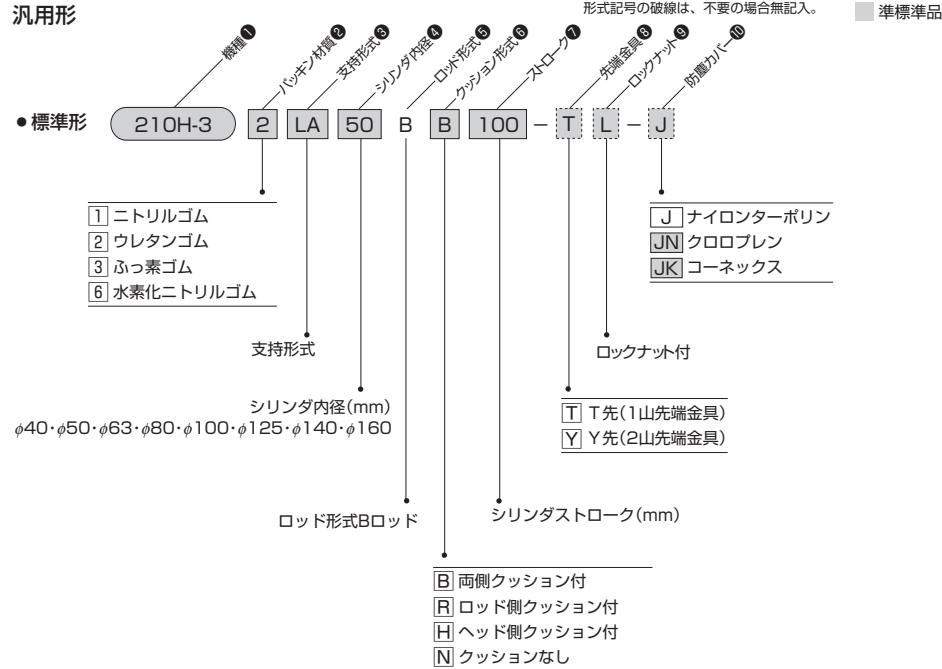 汎用形
形式記号の破線は、不要の場合無記入。
準標準品
機種❶
パッキン材質❷
支持形式❸
シリンダ内径❹
ロッド形式❺
クッション形式❻
ストローク❼
先端金具❽
ロックナット❾
防塵カバー❿
●標準形 210H-3 2 LA 50 B B 100 － T L － J
1 ニトリルゴム
2 ウレタンゴム
3 ふっ素ゴム
6 水素化ニトリルゴム
J ナイロンターポリン
JN クロロプレン
JK コーネックス
支持形式
ロックナット付
シリンダ内径(mm)
φ40・φ50・φ63・φ80・φ100・φ125・φ140・φ160
T T先(1山先端金具)
Y Y先(2山先端金具)
ロッド形式Bロッド
シリンダストローク(mm)
B 両側クッション付
R ロッド側クッション付
H ヘッド側クッション付
N クッションなし